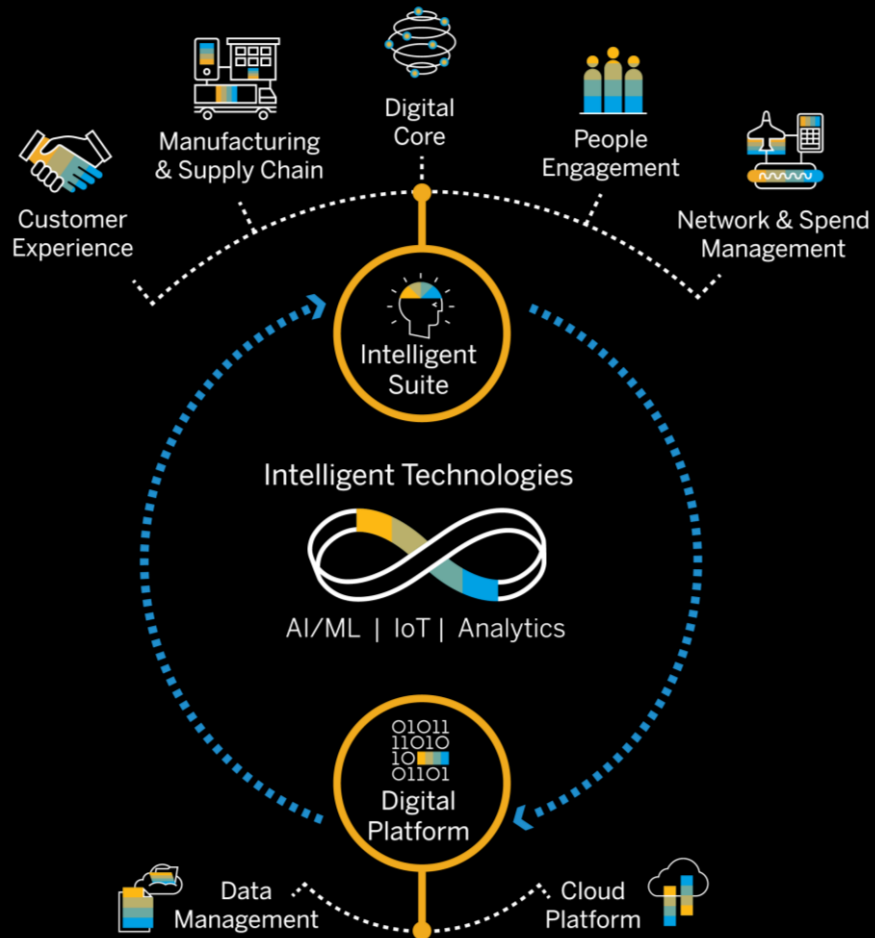 Digital
Core
Manufacturing
& Supply Chain
People
Engagement
Customer
Experience
Network & Spend
Management
Intelligent
Suite
Intelligent Technologies
AI/ML | IoT | Analytics
01011
11010
10
01101
Digital
Platform
Data
Management
Cloud
Platform